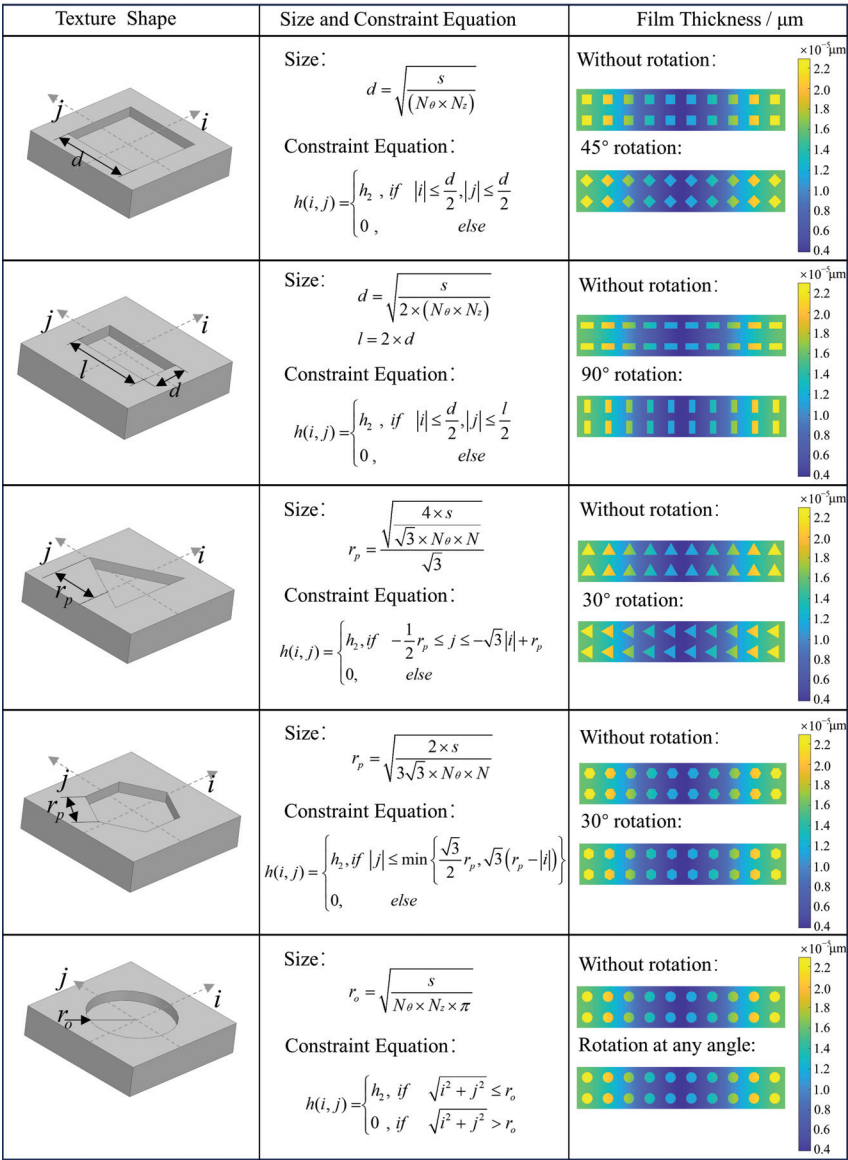 Texture Shape
Size and Constraint Equation
Film Thickness / μm
j
i
d
Size:
d = √(s / (Nθ × Nz))
Constraint Equation:
h(i, j) = { h2 , if |i| ≤ d/2, |j| ≤ d/2
0 , else
Without rotation:
45° rotation:
×10⁻⁵μm
2.2
2.0
1.8
1.6
1.4
1.2
1.0
0.8
0.6
0.4
j
i
l
d
Size:
d = √(s / (2 × (Nθ × Nz)))
l = 2 × d
Constraint Equation:
h(i, j) = { h2 , if |i| ≤ d/2, |j| ≤ l/2
0 , else
Without rotation:
90° rotation:
×10⁻⁵μm
2.2
2.0
1.8
1.6
1.4
1.2
1.0
0.8
0.6
0.4
j
i
rp
Size:
rp = √(4 × s / (√3 × Nθ × N)) / √3
Constraint Equation:
h(i, j) = { h2, if −1/2 rp ≤ j ≤ −√3|i| + rp
0, else
Without rotation:
30° rotation:
×10⁻⁵μm
2.2
2.0
1.8
1.6
1.4
1.2
1.0
0.8
0.6
0.4
j
i
rp
Size:
rp = √(2 × s / (3√3 × Nθ × N))
Constraint Equation:
h(i, j) = { h2, if |j| ≤ min{√3/2 rp, √3(rp − |i|)}
0, else
Without rotation:
30° rotation:
×10⁻⁵μm
2.2
2.0
1.8
1.6
1.4
1.2
1.0
0.8
0.6
0.4
j
i
ro
Size:
ro = √(s / (Nθ × Nz × π))
Constraint Equation:
h(i, j) = { h2, if √(i² + j²) ≤ ro
0 , if √(i² + j²) > ro
Without rotation:
Rotation at any angle:
×10⁻⁵μm
2.2
2.0
1.8
1.6
1.4
1.2
1.0
0.8
0.6
0.4